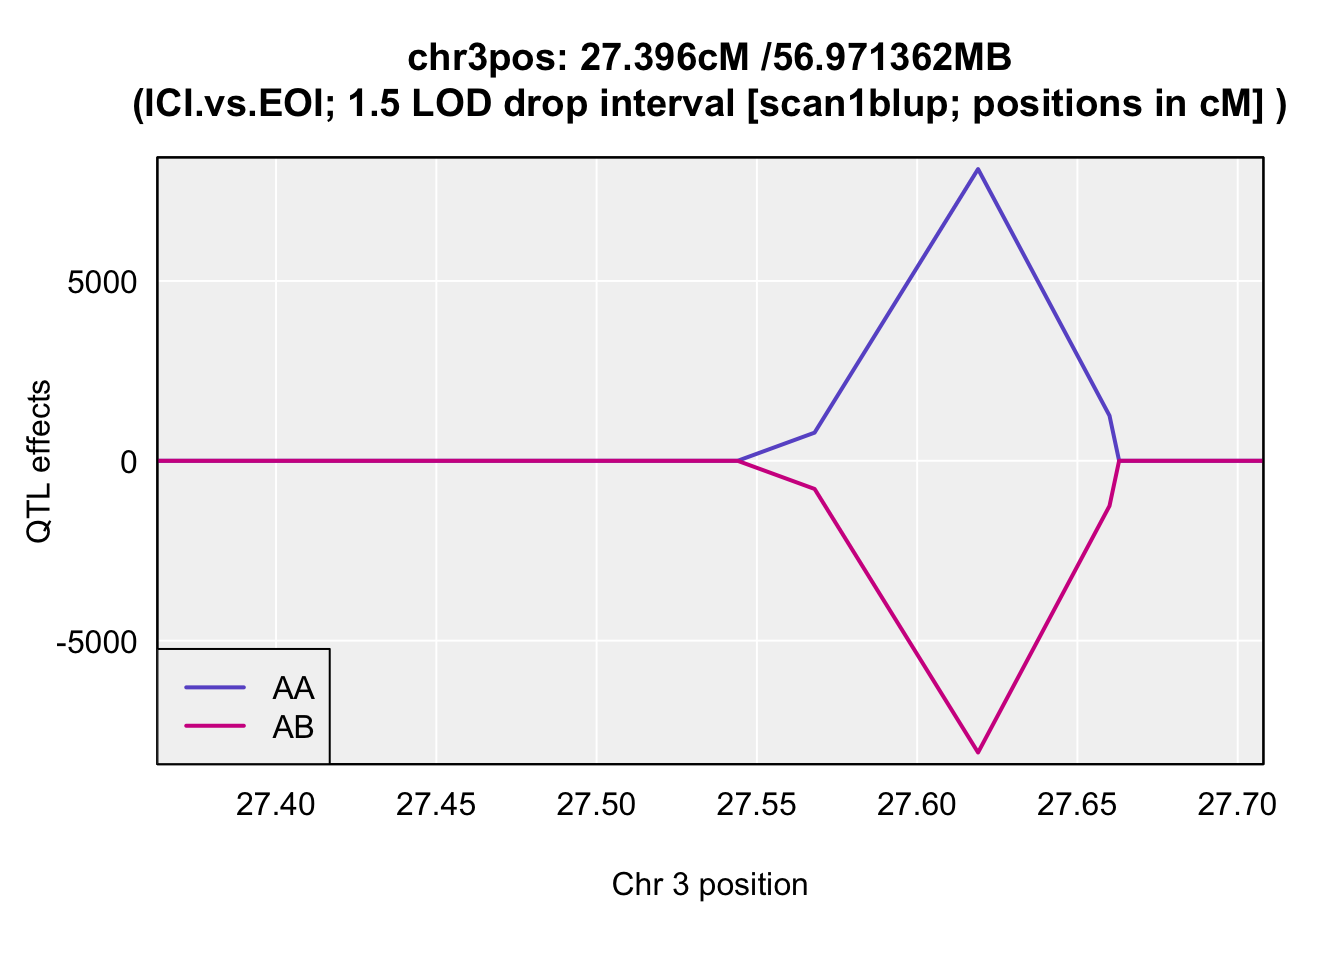 chr3pos: 27.396cM /56.971362MB
(ICI.vs.EOI; 1.5 LOD drop interval [scan1blup; positions in cM] )
QTL effects
5000
0
-5000
AA
AB
27.40 27.45 27.50 27.55 27.60 27.65 27.70
Chr 3 position